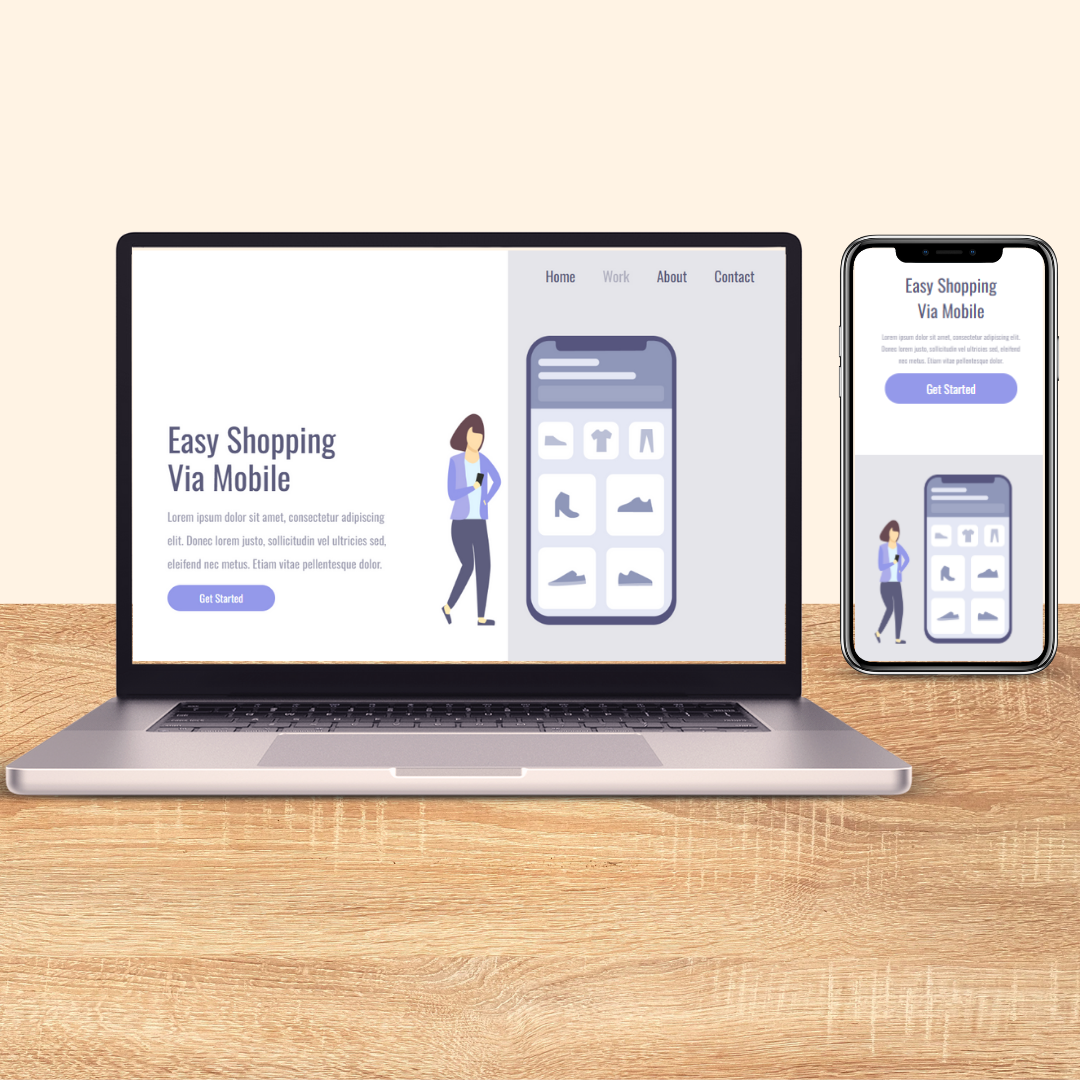 Home Work About Contact
Easy Shopping
Via Mobile
Lorem ipsum dolor sit amet, consectetur adipiscing
elit. Donec lorem justo, sollicitudin vel ultricies sed,
eleifend nec metus. Etiam vitae pellentesque dolor.
Get Started
Easy Shopping
Via Mobile
Lorem ipsum dolor sit amet, consectetur adipiscing elit.
Donec lorem justo, sollicitudin vel ultricies sed, eleifend
nec metus. Etiam vitae pellentesque dolor.
Get Started